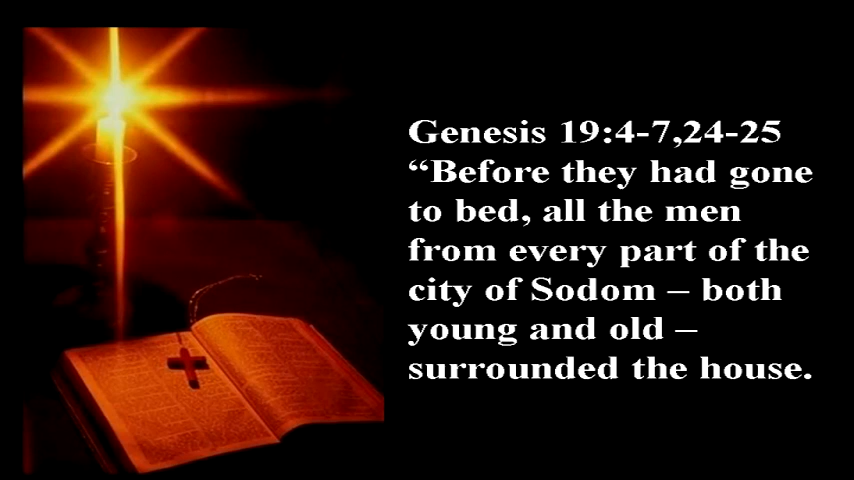 Genesis 19:4-7,24-25
“Before they had gone
to bed, all the men
from every part of the
city of Sodom – both
young and old –
surrounded the house.